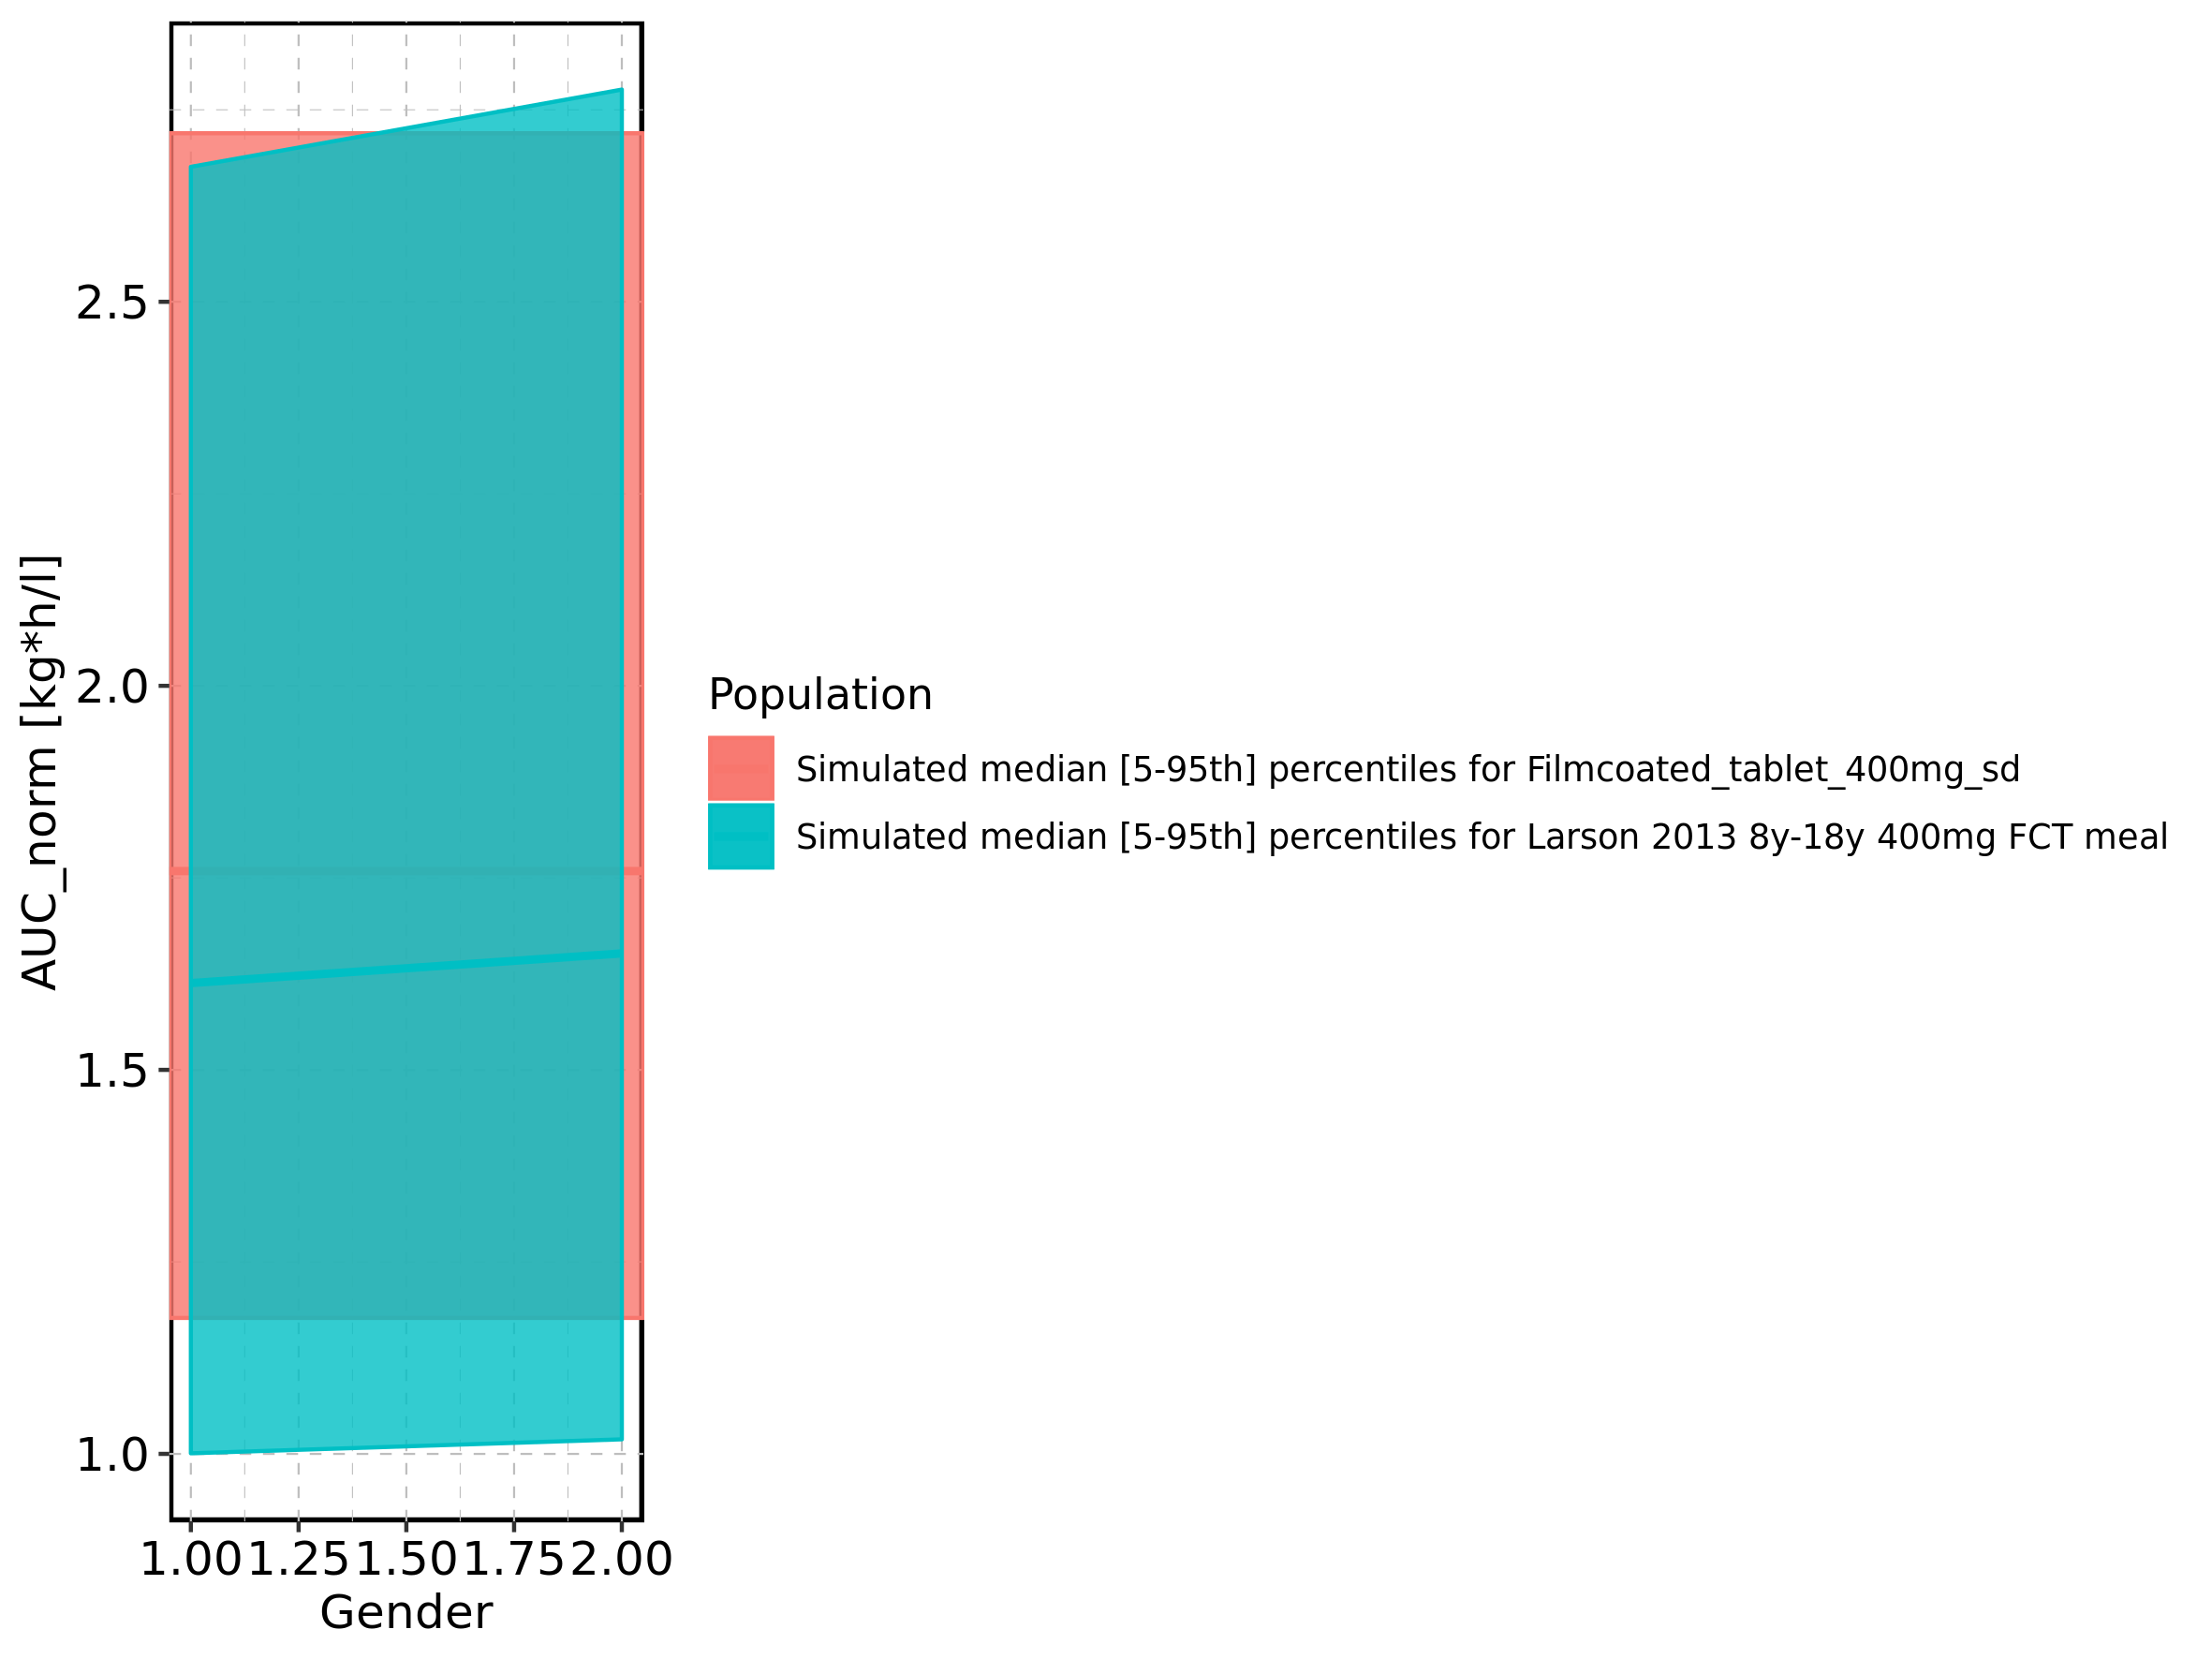 AUC_norm [kg*h/l]
2.5
2.0
1.5
1.0
1.00 1.25 1.50 1.75 2.00
Gender
Population
Simulated median [5-95th] percentiles for Filmcoated_tablet_400mg_sd
Simulated median [5-95th] percentiles for Larson 2013 8y-18y 400mg FCT meal